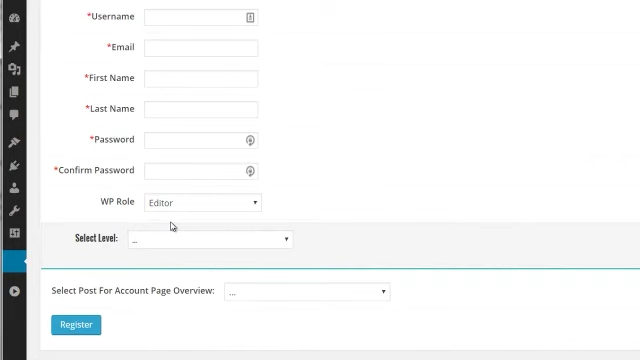 *Username
*Email
*First Name
*Last Name
*Password
*Confirm Password
WP Role Editor
Select Level: ...
Select Post For Account Page Overview: ...
Register